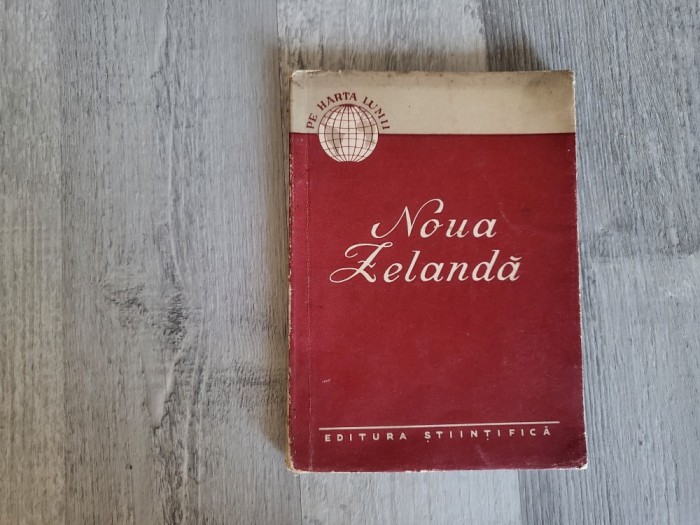 PE HARTA LUMII
Noua
Zelandă
EDITURA ȘTIINȚIFICĂ